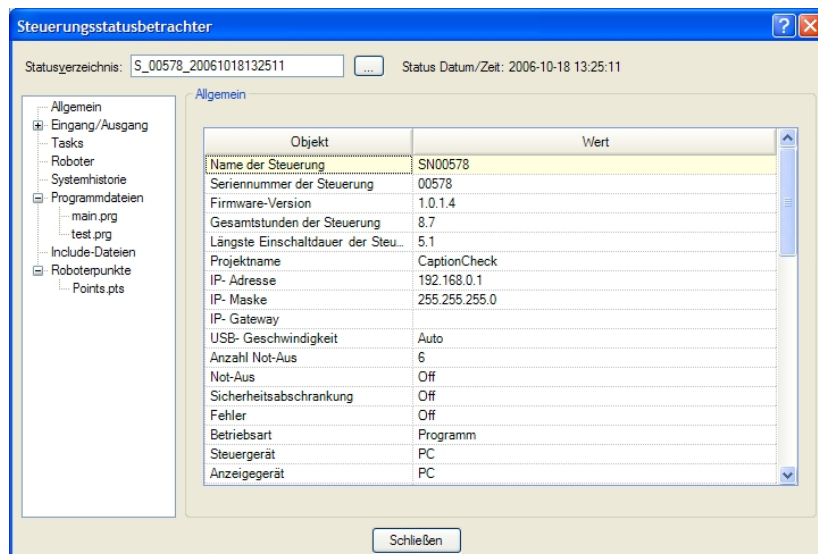 Steuerungsstatusbetrachter
Statusverzeichnis: S_00578_20061018132511 ... Status Datum/Zeit: 2006-10-18 13:25:11
Allgemein
Eingang/Ausgang
Tasks
Roboter
Systemhistorie
Programmdateien
main.prg
test.prg
Include-Dateien
Roboterpunkte
Points.pts
Allgemein
Objekt Wert
Name der Steuerung SN00578
Seriennummer der Steuerung 00578
Firmware-Version 1.0.1.4
Gesamtstunden der Steuerung 8.7
Längste Einschaltdauer der Steu... 5.1
Projektname CaptionCheck
IP- Adresse 192.168.0.1
IP- Maske 255.255.255.0
IP- Gateway
USB- Geschwindigkeit Auto
Anzahl Not-Aus 6
Not-Aus Off
Sicherheitsabschrankung Off
Fehler Off
Betriebsart Programm
Steuergerät PC
Anzeigegerät PC
Schließen